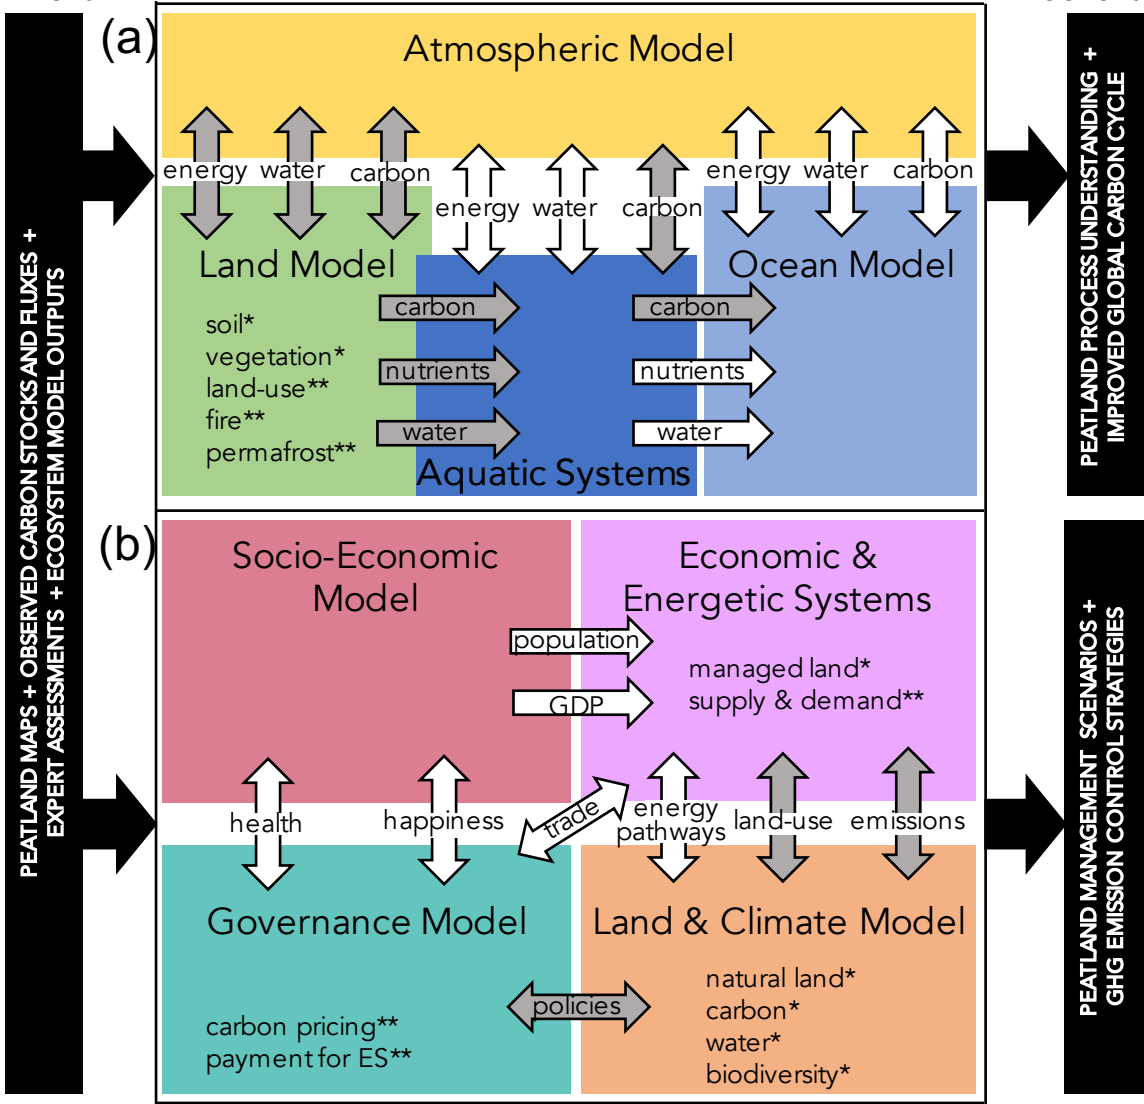 PEATLAND MAPS + OBSERVED CARBON STOCKS AND FLUXES +
EXPERT ASSESSMENTS + ECOSYSTEM MODEL OUTPUTS
(a)
Atmospheric Model
energy water carbon
energy water carbon
energy water carbon
Land Model
soil*
vegetation*
land-use**
fire**
permafrost**
carbon
nutrients
water
Aquatic Systems
carbon
nutrients
water
Ocean Model
PEATLAND PROCESS UNDERSTANDING +
IMPROVED GLOBAL CARBON CYCLE
(b)
Socio-Economic
Model
population
GDP
Economic &
Energetic Systems
managed land*
supply & demand**
health
happiness
trade
energy
pathways
land-use
emissions
Governance Model
carbon pricing**
payment for ES**
policies
Land & Climate Model
natural land*
carbon*
water*
biodiversity*
PEATLAND MANAGEMENT SCENARIOS +
GHG EMISSION CONTROL STRATEGIES